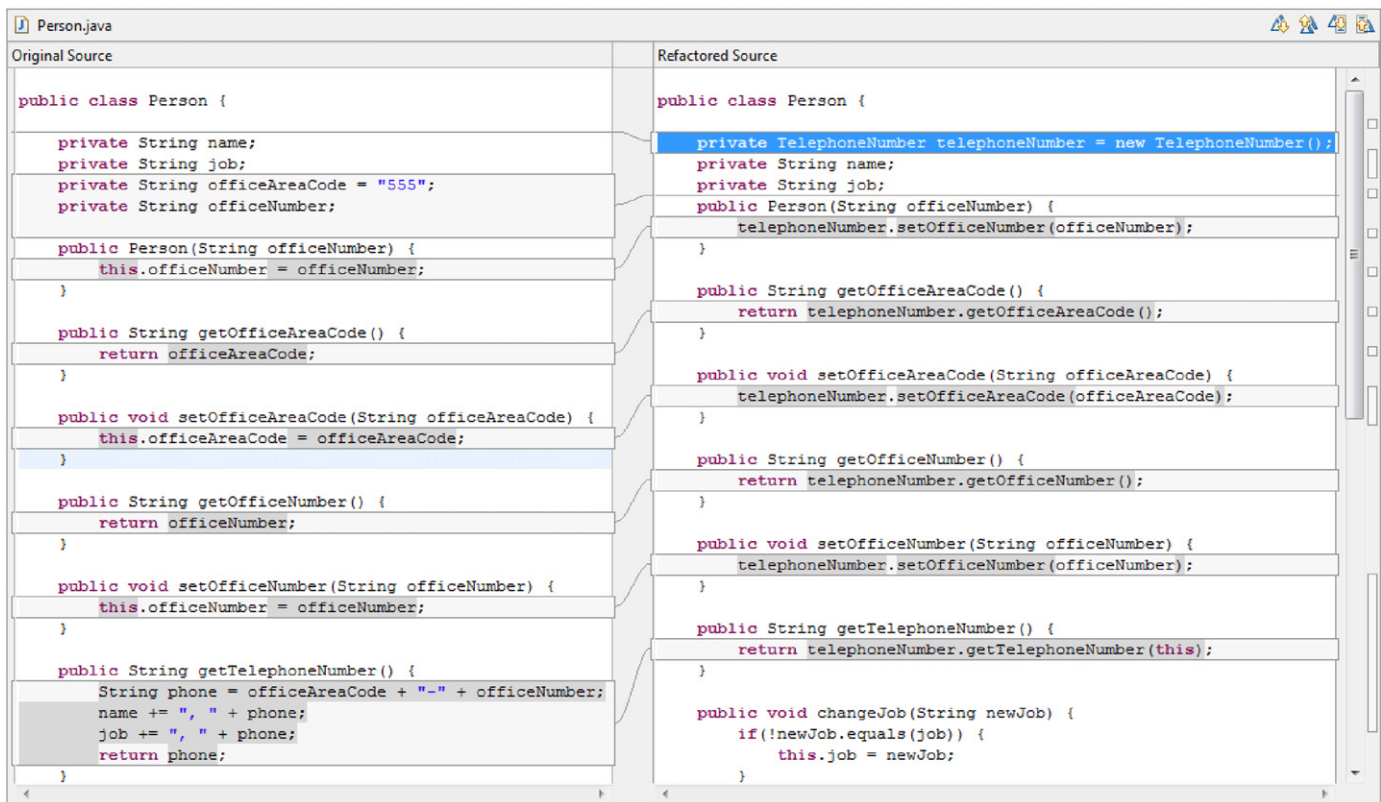 Person.java
Original Source
public class Person {
private String name;
private String job;
private String officeAreaCode = "555";
private String officeNumber;
public Person(String officeNumber) {
this.officeNumber = officeNumber;
}
public String getOfficeAreaCode() {
return officeAreaCode;
}
public void setOfficeAreaCode(String officeAreaCode) {
this.officeAreaCode = officeAreaCode;
}
public String getOfficeNumber() {
return officeNumber;
}
public void setOfficeNumber(String officeNumber) {
this.officeNumber = officeNumber;
}
public String getTelephoneNumber() {
String phone = officeAreaCode + "-" + officeNumber;
name += ", " + phone;
job += ", " + phone;
return phone;
}
Refactored Source
public class Person {
private TelephoneNumber telephoneNumber = new TelephoneNumber();
private String name;
private String job;
public Person(String officeNumber) {
telephoneNumber.setOfficeNumber(officeNumber);
}
public String getOfficeAreaCode() {
return telephoneNumber.getOfficeAreaCode();
}
public void setOfficeAreaCode(String officeAreaCode) {
telephoneNumber.setOfficeAreaCode(officeAreaCode);
}
public String getOfficeNumber() {
return telephoneNumber.getOfficeNumber();
}
public void setOfficeNumber(String officeNumber) {
telephoneNumber.setOfficeNumber(officeNumber);
}
public String getTelephoneNumber() {
return telephoneNumber.getTelephoneNumber(this);
}
public void changeJob(String newJob) {
if(!newJob.equals(job)) {
this.job = newJob;
}